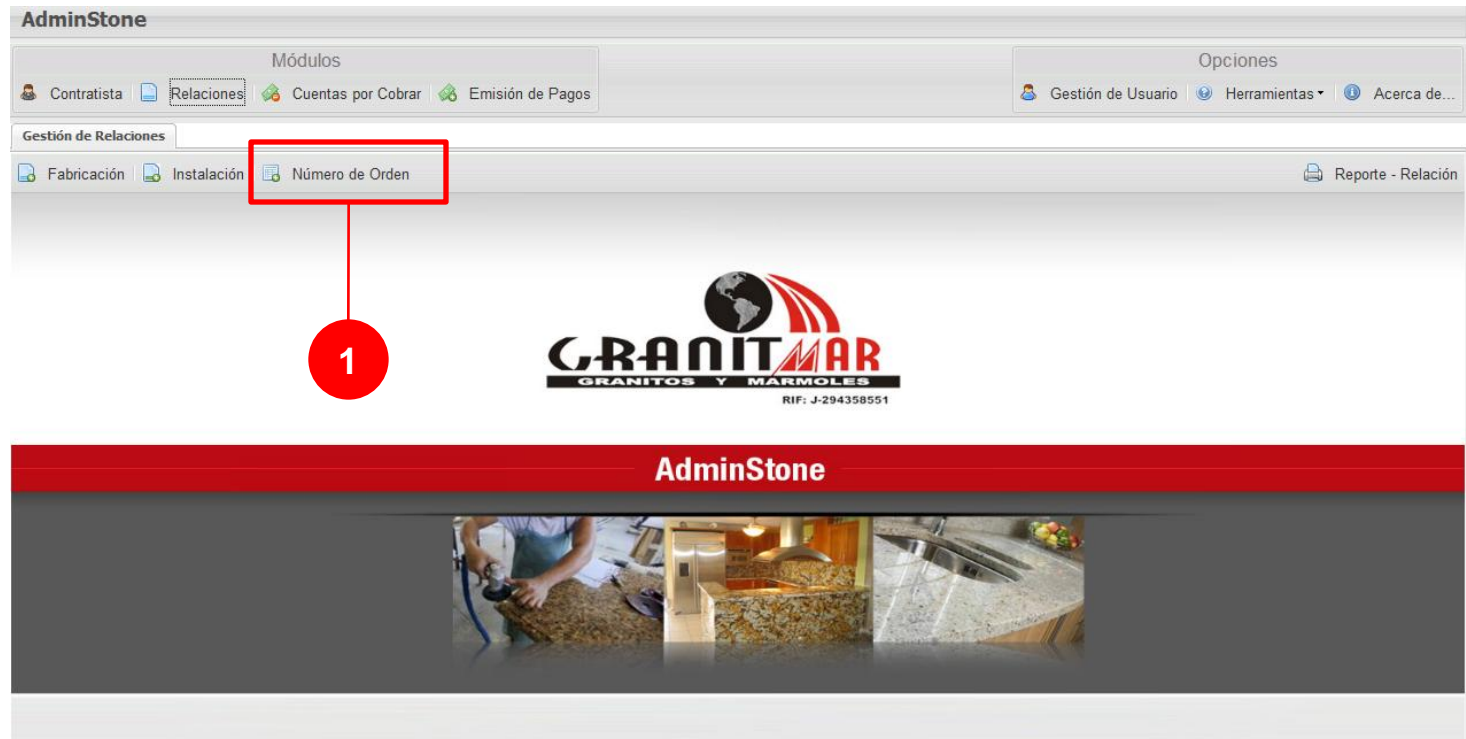 AdminStone
Módulos
Opciones
Contratista Relaciones Cuentas por Cobrar Emisión de Pagos
Gestión de Usuario Herramientas Acerca de...
Gestión de Relaciones
Fabricación Instalación Número de Orden
Reporte - Relación
1
GRANITMAR
GRANITOS Y MARMOLES
RIF: J-294358551
AdminStone